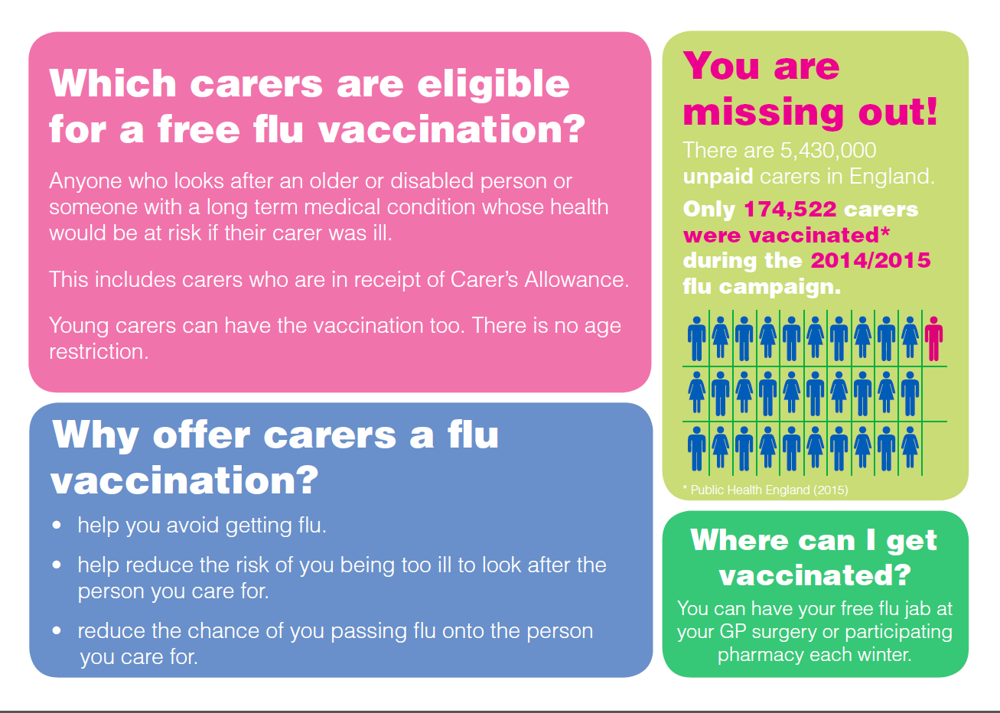 Which carers are eligible
for a free flu vaccination?
Anyone who looks after an older or disabled person or
someone with a long term medical condition whose health
would be at risk if their carer was ill.
This includes carers who are in receipt of Carer's Allowance.
Young carers can have the vaccination too. There is no age
restriction.
Why offer carers a flu
vaccination?
• help you avoid getting flu.
• help reduce the risk of you being too ill to look after the
person you care for.
• reduce the chance of you passing flu onto the person
you care for.
You are
missing out!
There are 5,430,000
unpaid carers in England.
Only 174,522 carers
were vaccinated*
during the 2014/2015
flu campaign.
* Public Health England (2015)
Where can I get
vaccinated?
You can have your free flu jab at
your GP surgery or participating
pharmacy each winter.